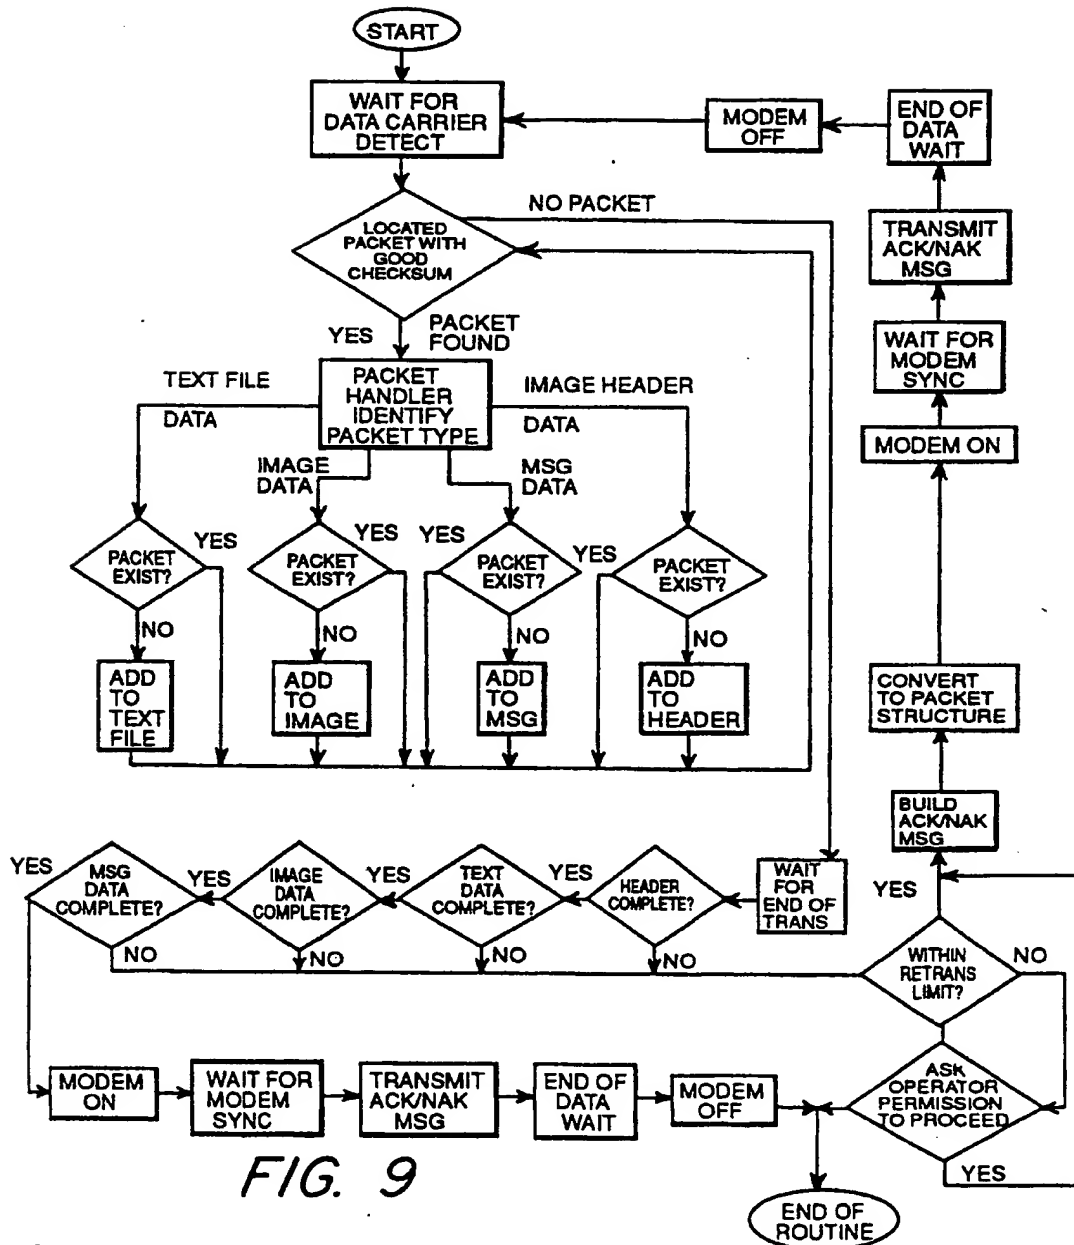 START
WAIT FOR
DATA CARRIER
DETECT
MODEM
OFF
END OF
DATA
WAIT
NO PACKET
LOCATED
PACKET WITH
GOOD
CHECKSUM
TRANSMIT
ACK/NAK
MSG
YES
PACKET
FOUND
WAIT FOR
MODEM
SYNC
TEXT FILE
DATA
PACKET
HANDLER
IDENTIFY
PACKET TYPE
IMAGE HEADER
DATA
MODEM ON
IMAGE
DATA
MSG
DATA
PACKET
EXIST?
YES
PACKET
EXIST?
YES
YES
PACKET
EXIST?
YES
PACKET
EXIST?
NO
NO
NO
NO
ADD
TO
TEXT
FILE
ADD
TO
IMAGE
ADD
TO
MSG
ADD
TO
HEADER
CONVERT
TO PACKET
STRUCTURE
BUILD
ACK/NAK
MSG
YES
YES
MSG
DATA
COMPLETE?
YES
IMAGE
DATA
COMPLETE?
YES
TEXT
DATA
COMPLETE?
YES
HEADER
COMPLETE?
WAIT
FOR
END OF
TRANS
NO
NO
NO
NO
WITHIN
RETRANS
LIMIT?
NO
MODEM
ON
WAIT FOR
MODEM
SYNC
TRANSMIT
ACK/NAK
MSG
END OF
DATA
WAIT
MODEM
OFF
ASK
OPERATOR
PERMISSION
TO PROCEED
YES
FIG. 9
END OF
ROUTINE